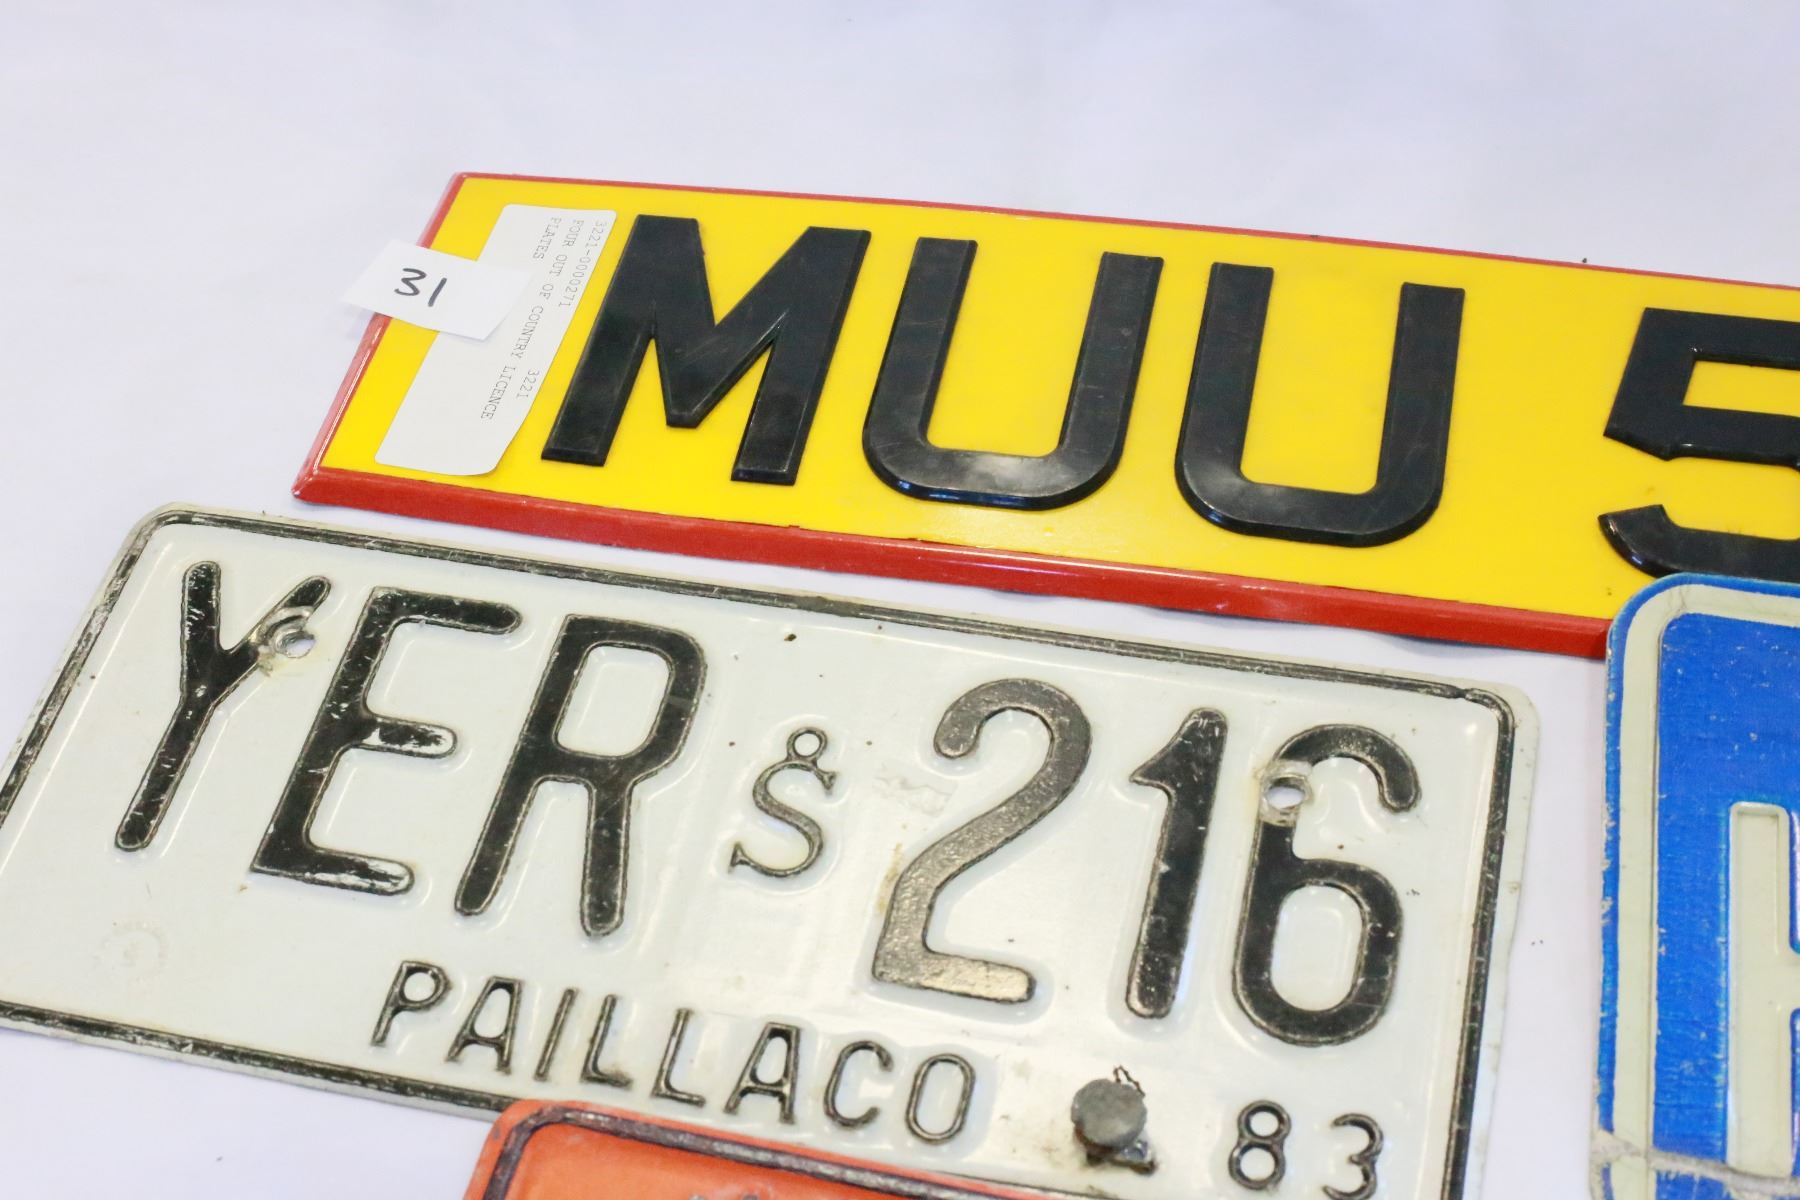 31
3221-0000271 3221
FOUR OUT OF COUNTRY LICENCE
PLATES
MUU 5
YER S 216
PAILLACO
83